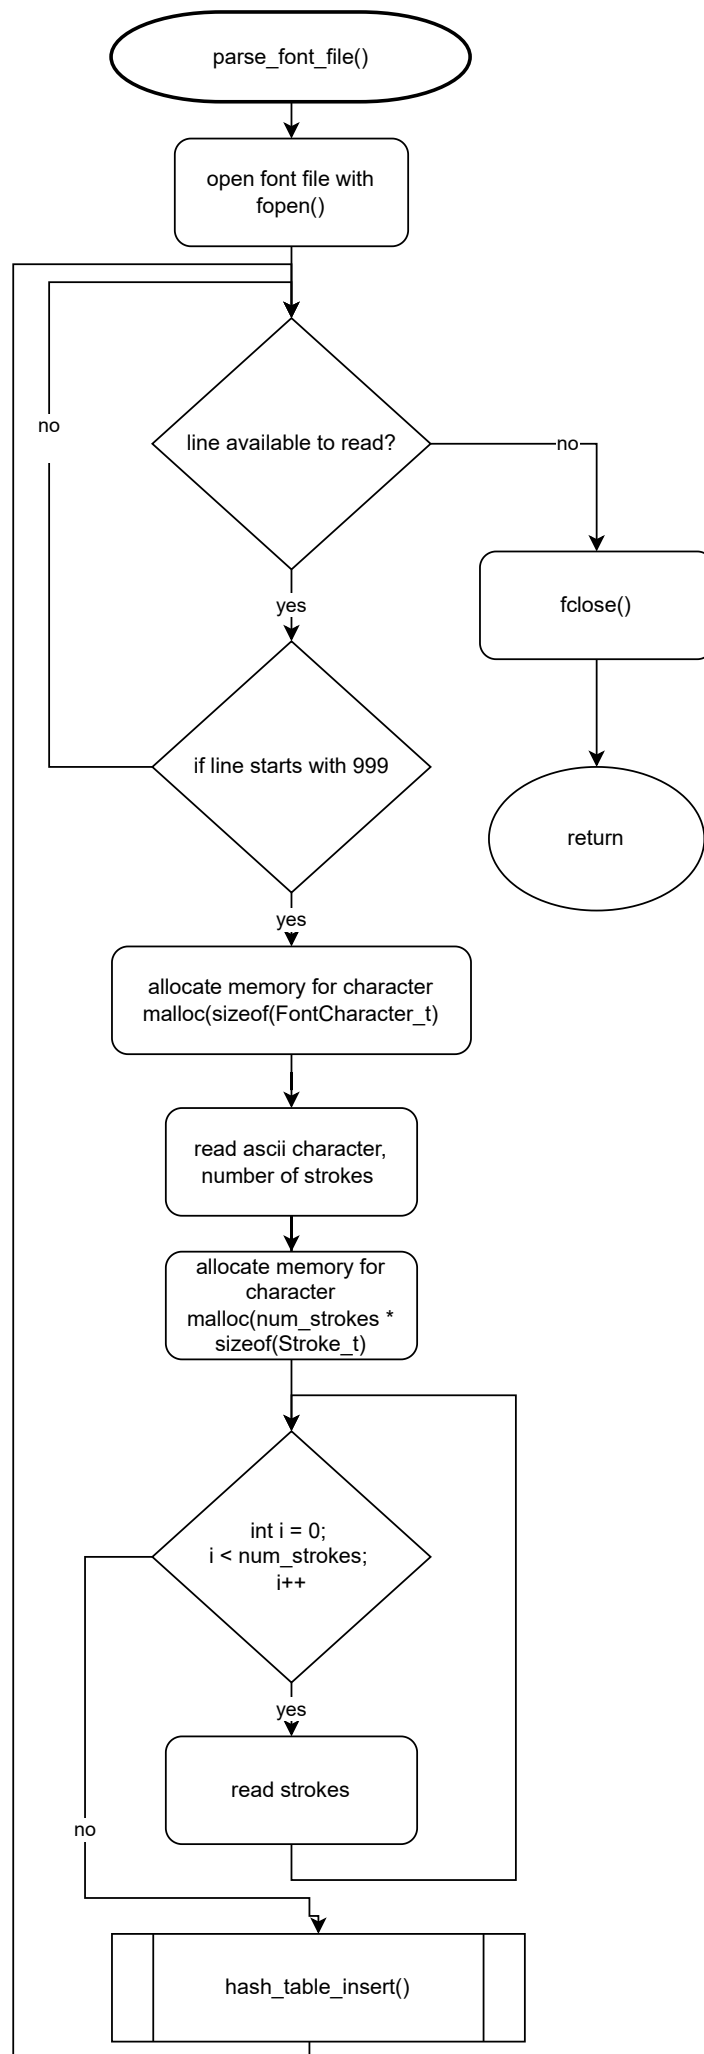 parse_font_file()
open font file with
fopen()
no
line available to read?
no
yes
fclose()
if line starts with 999
return
yes
allocate memory for character
malloc(sizeof(FontCharacter_t)
read ascii character,
number of strokes
allocate memory for
character
malloc(num_strokes *
sizeof(Stroke_t)
int i = 0;
i < num_strokes;
i++
yes
read strokes
no
hash_table_insert()